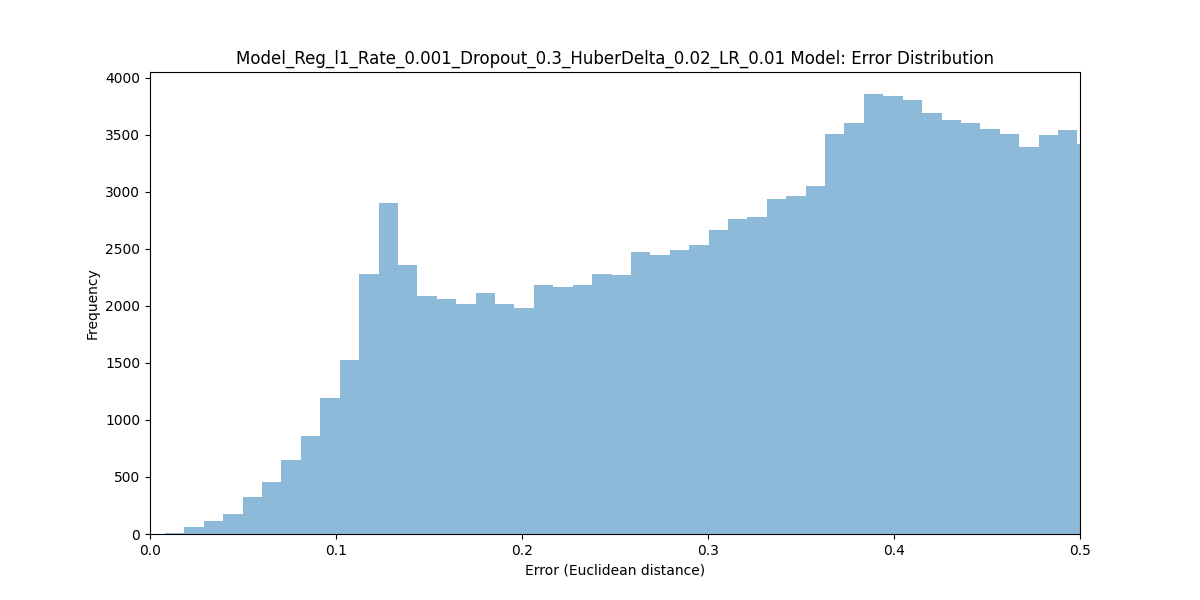 Model_Reg_l1_Rate_0.001_Dropout_0.3_HuberDelta_0.02_LR_0.01 Model: Error Distribution
4000
3500
3000
2500
2000
1500
1000
500
0
Frequency
0.0 0.1 0.2 0.3 0.4 0.5
Error (Euclidean distance)